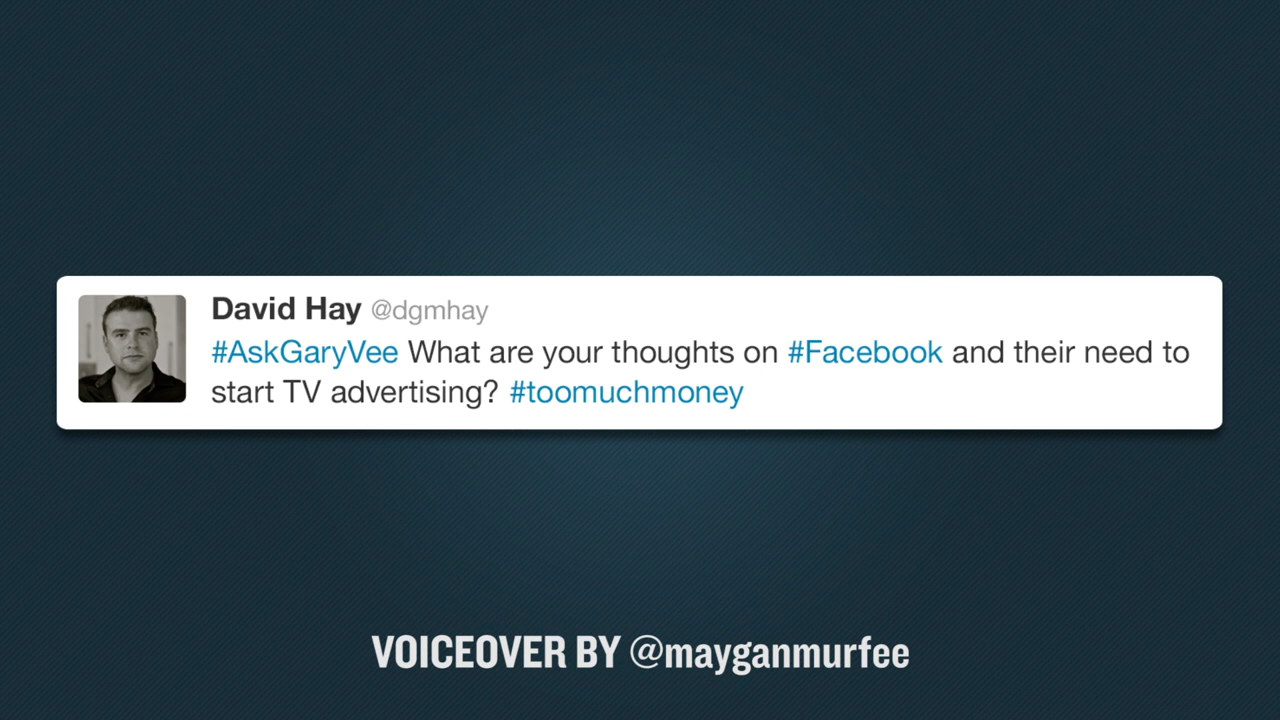 David Hay @dgmhay
#AskGaryVee What are your thoughts on #Facebook and their need to
start TV advertising? #toomuchmoney
VOICEOVER BY @mayganmurfee